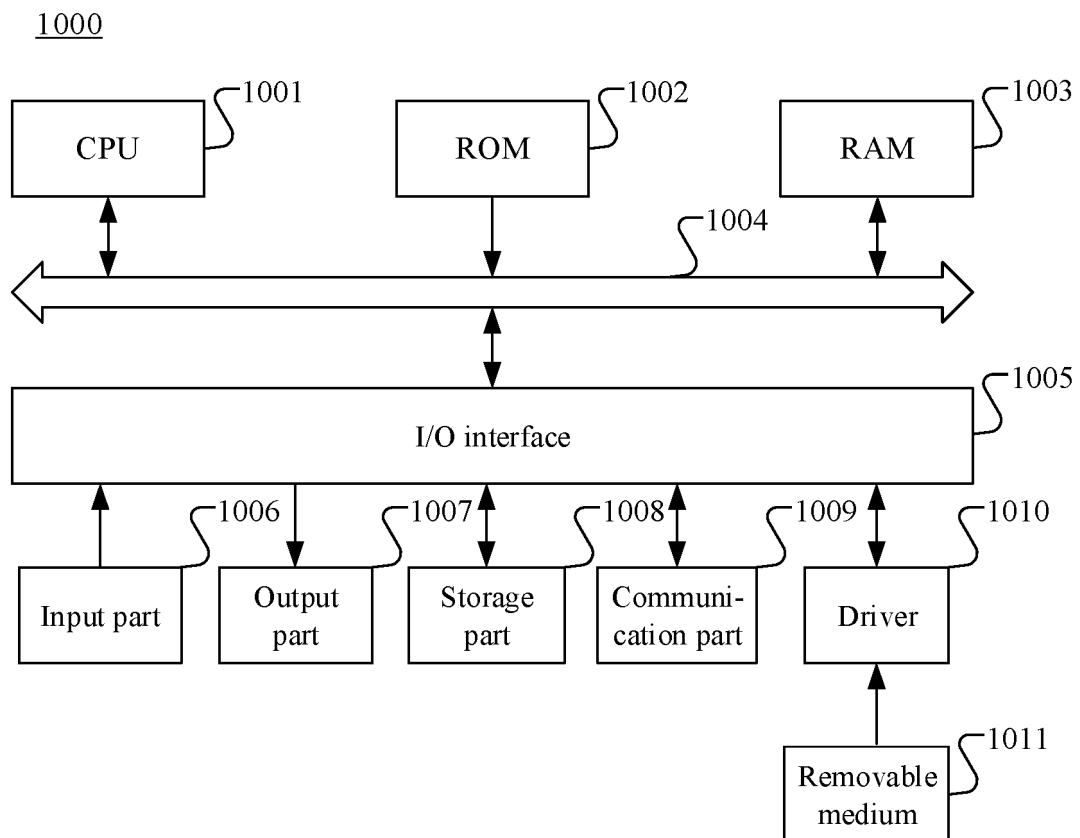 1000
1001
1002
1003
CPU
ROM
RAM
1004
1005
I/O interface
1006
1007
1008
1009
1010
Input part
Output
part
Storage
part
Communi-
cation part
Driver
1011
Removable
medium